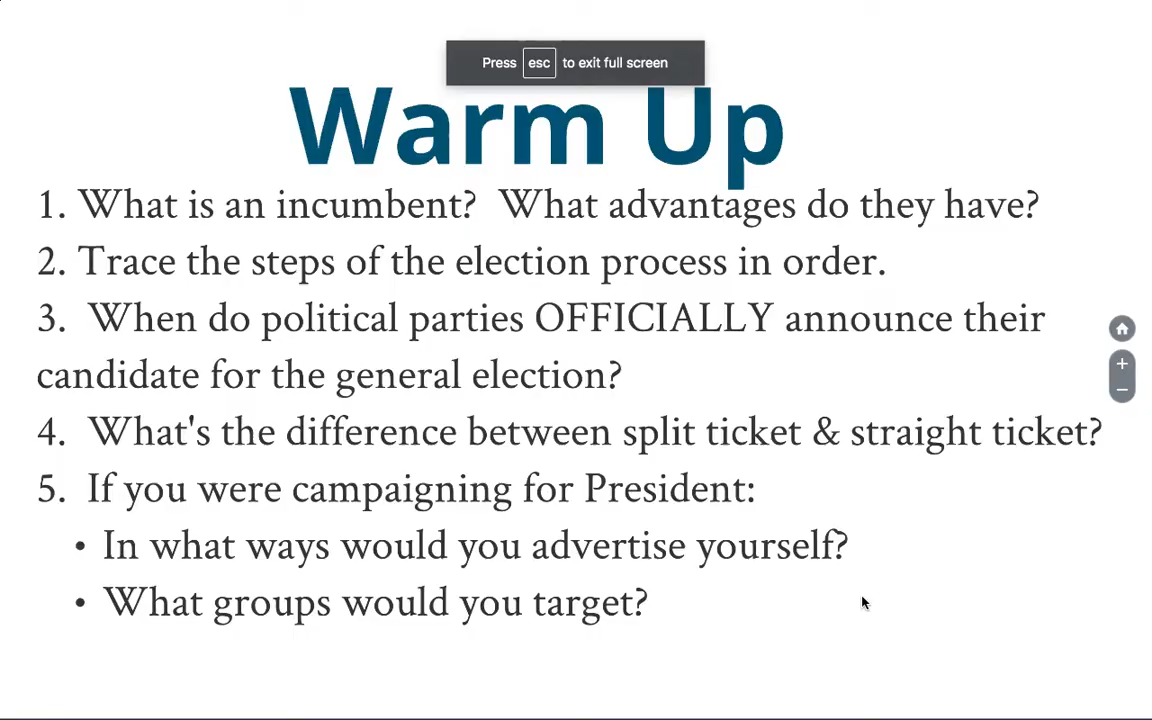 Press esc to exit full screen
Warm Up
1. What is an incumbent?  What advantages do they have?
2. Trace the steps of the election process in order.
3.  When do political parties OFFICIALLY announce their
candidate for the general election?
4.  What's the difference between split ticket & straight ticket?
5.  If you were campaigning for President:
• In what ways would you advertise yourself?
• What groups would you target?